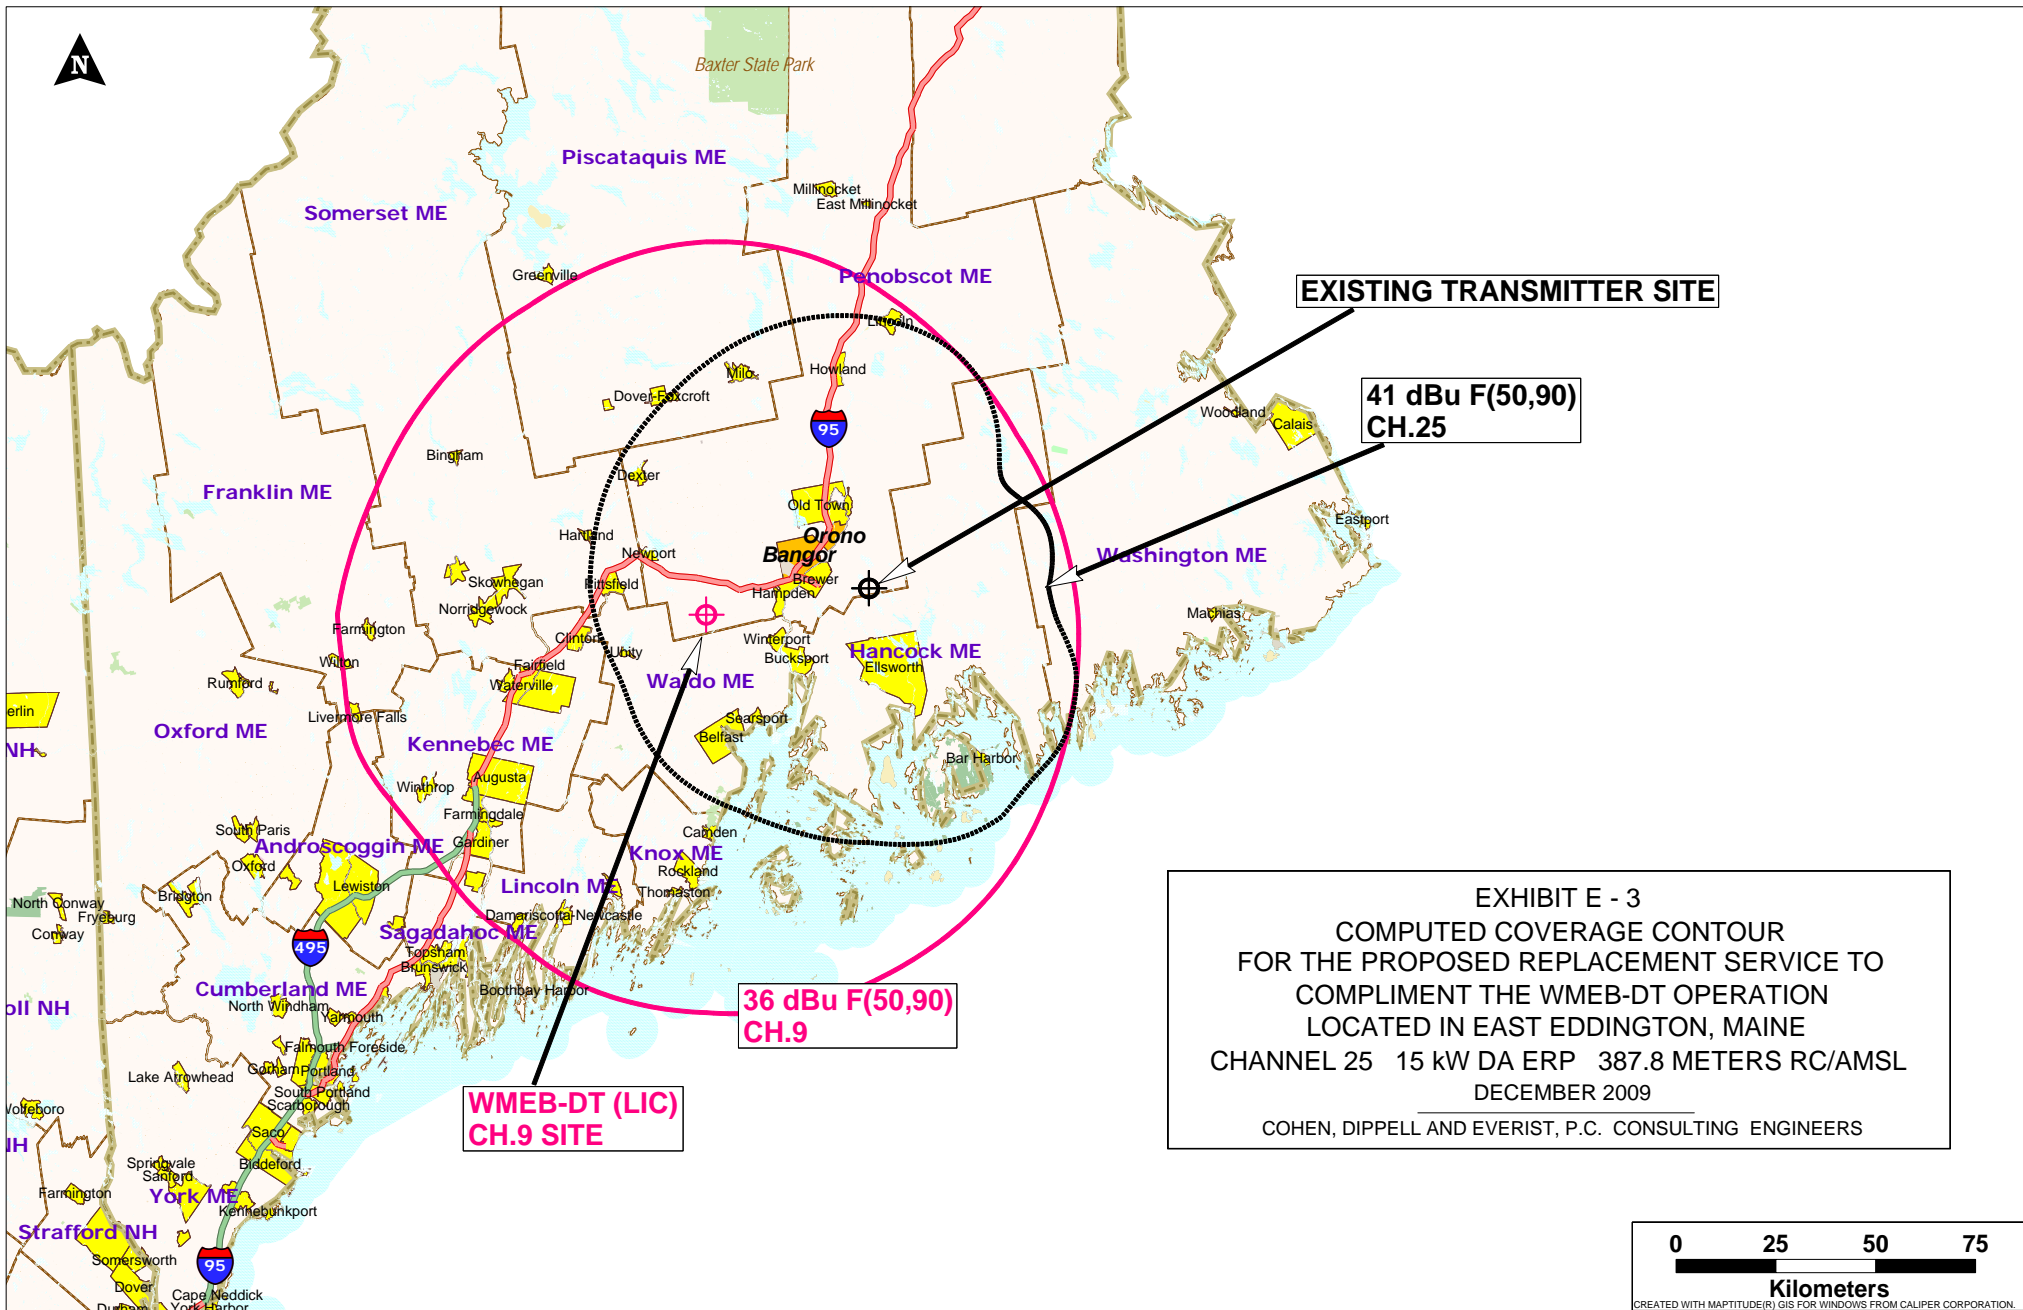 N
Baxter State Park
Piscataquis ME
Millinocket
East Millinocket
Somerset ME
Greenville
Penobscot ME
EXISTING TRANSMITTER SITE
Lincoln
Milo
Howland
Dover-Foxcroft
41 dBu F(50,90)
CH.25
Woodland
Calais
95
Bingham
Dexter
Franklin ME
Old Town
Eastport
Hartland
Orono
Bangor
Newport
Washington ME
Skowhegan
Pittsfield
Brewer
Hampden
Norridgewock
Machias
Farmington
Clinton
Unity
Winterport
Bucksport
Hancock ME
Ellsworth
Wilton
Fairfield
Waterville
Waldo ME
Rumford
erlin
Livermore Falls
Searsport
Belfast
Oxford ME
Kennebec ME
NH
Bar Harbor
Augusta
Winthrop
Farmingdale
South Paris
Androscoggin ME
Gardiner
Camden
Knox ME
Oxford
Rockland
Lewiston
Lincoln ME
Thomaston
Bridgton
North Conway
Fryeburg
Conway
Damariscotta-Newcastle
Sagadahoc ME
495
Topsham
Brunswick
Boothbay Harbor
Cumberland ME
North Windham
Yarmouth
oll NH
36 dBu F(50,90)
CH.9
Falmouth Foreside
Gorham
Portland
Lake Arrowhead
South Portland
Scarborough
Wolfeboro
WMEB-DT (LIC)
CH.9 SITE
Saco
NH
Biddeford
Springvale
Sanford
Farmington
York ME
Kennebunkport
Strafford NH
Somersworth
95
Dover
Cape Neddick
York Harbor
Durham
EXHIBIT E - 3
COMPUTED COVERAGE CONTOUR
FOR THE PROPOSED REPLACEMENT SERVICE TO
COMPLIMENT THE WMEB-DT OPERATION
LOCATED IN EAST EDDINGTON, MAINE
CHANNEL 25 15 kW DA ERP 387.8 METERS RC/AMSL
DECEMBER 2009
COHEN, DIPPELL AND EVERIST, P.C. CONSULTING ENGINEERS
0 25 50 75
Kilometers
CREATED WITH MAPTITUDE(R) GIS FOR WINDOWS FROM CALIPER CORPORATION.